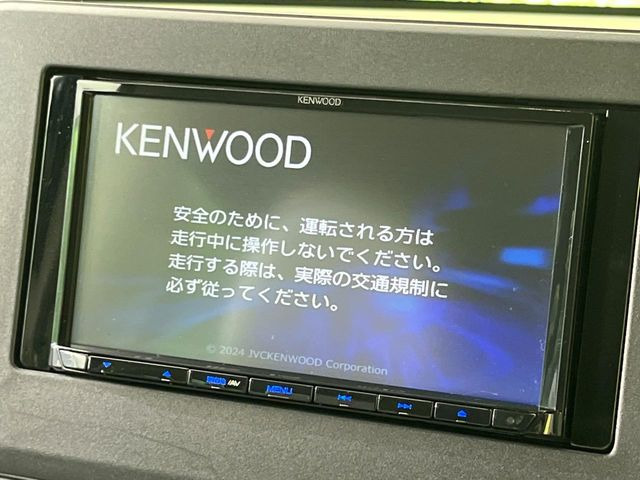 KENWOOD
KENWOOD
安全のために、運転される方は
走行中に操作しないでください。
走行する際は、実際の交通規制に
必ず従ってください。
© 2024 JVCKENWOOD Corporation
MENU